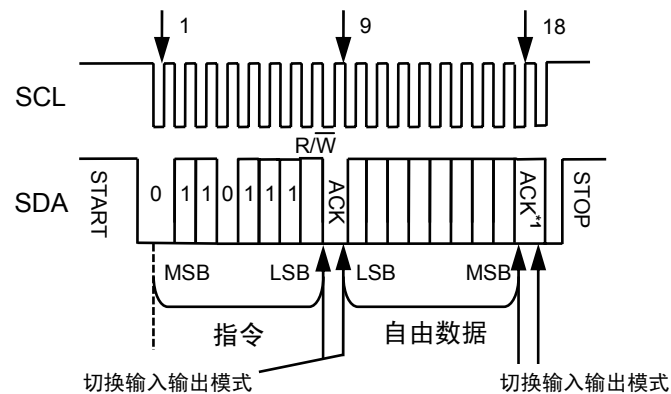 1 9 18
SCL
R/W̅
SDA START 0 1 1 0 1 1 1 ACK ACK*1 STOP
MSB LSB LSB MSB
指令 自由数据
切换输入输出模式 切换输入输出模式